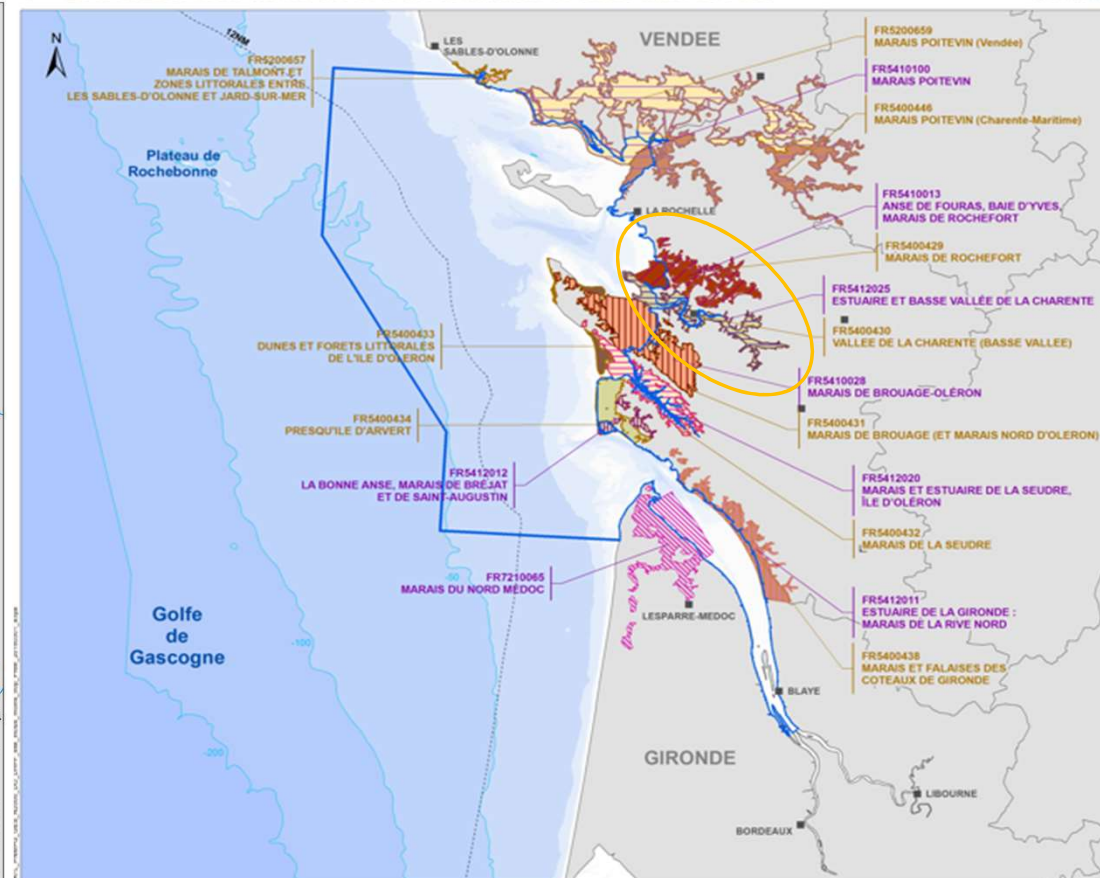 N
12NM
LES
SABLES-D'OLONNE
VENDEE
FR5200659
MARAIS POITEVIN (Vendée)
FR5410100
MARAIS POITEVIN
FR5400446
MARAIS POITEVIN (Charente-Maritime)
FR5200657
MARAIS DE TALMONT ET
ZONES LITTORALES ENTRE
LES SABLES-D'OLONNE ET JARD-SUR-MER
Plateau de
Rochebonne
LA ROCHELLE
FR5410013
ANSE DE FOURAS, BAIE D'YVES,
MARAIS DE ROCHEFORT
FR5400429
MARAIS DE ROCHEFORT
FR5412025
ESTUAIRE ET BASSE VALLÉE DE LA CHARENTE
FR5400430
VALLEE DE LA CHARENTE (BASSE VALLEE)
FR5400433
DUNES ET FORETS LITTORALES
DE L'ILE D'OLERON
FR5410028
MARAIS DE BROUAGE-OLÉRON
FR5400434
PRESQU'ILE D'ARVERT
FR5400431
MARAIS DE BROUAGE (ET MARAIS NORD D'OLERON)
FR5412012
LA BONNE ANSE, MARAIS DE BRÉJAT
ET DE SAINT-AUGUSTIN
FR5412020
MARAIS ET ESTUAIRE DE LA SEUDRE,
ÎLE D'OLÉRON
FR5400432
MARAIS DE LA SEUDRE
FR7210065
MARAIS DU NORD MÉDOC
-50
LESPARRE-MEDOC
FR5412011
ESTUAIRE DE LA GIRONDE :
MARAIS DE LA RIVE NORD
Golfe
de
Gascogne
-100
FR5400438
MARAIS ET FALAISES DES
COTEAUX DE GIRONDE
BLAYE
-200
GIRONDE
LIBOURNE
BORDEAUX